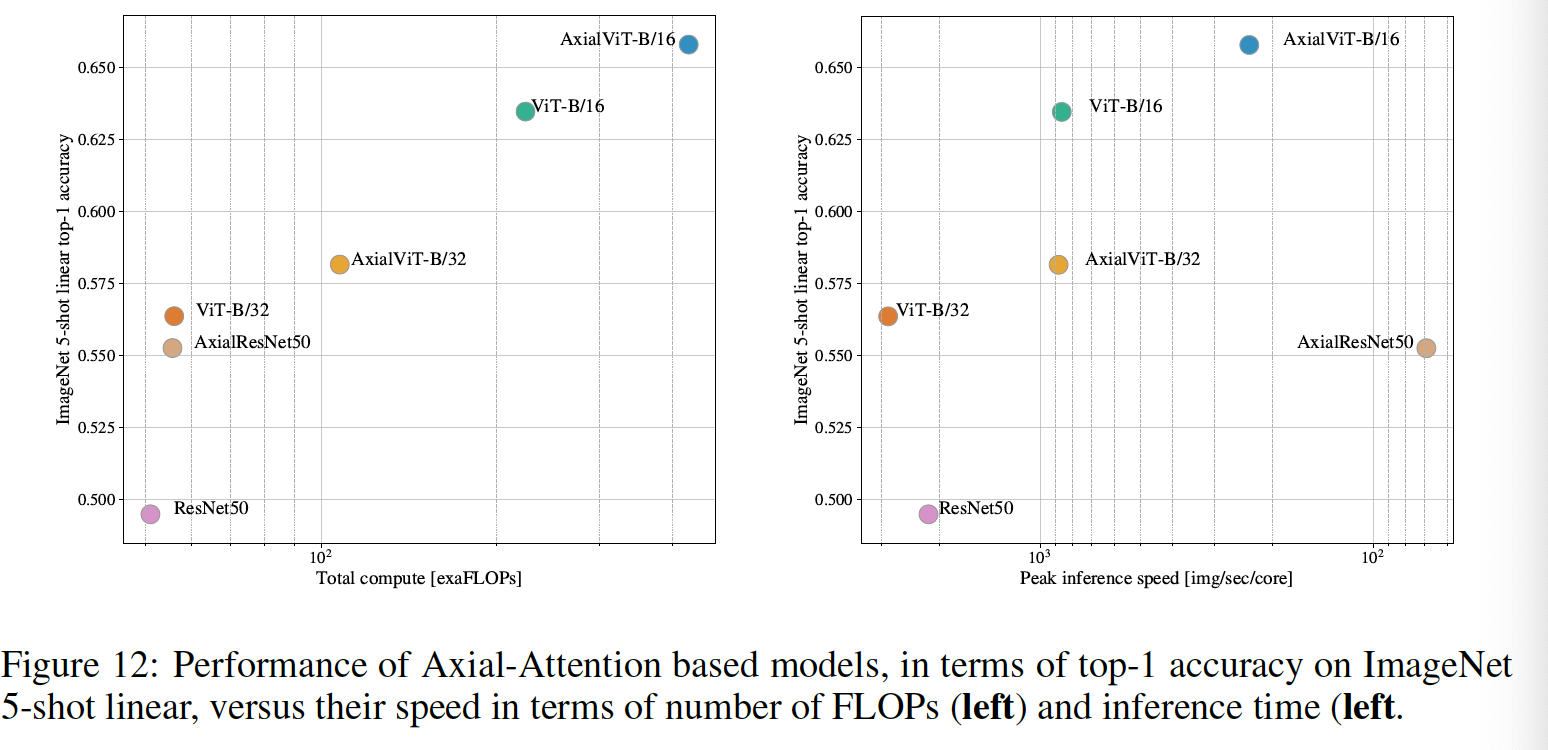 AxialViT-B/16
ViT-B/16
AxialViT-B/32
ViT-B/32
AxialResNet50
ResNet50
0.650
0.625
0.600
0.575
0.550
0.525
0.500
ImageNet 5-shot linear top-1 accuracy
10²
Total compute [exaFLOPs]
AxialViT-B/16
ViT-B/16
AxialViT-B/32
ViT-B/32
AxialResNet50
ResNet50
0.650
0.625
0.600
0.575
0.550
0.525
0.500
ImageNet 5-shot linear top-1 accuracy
10³
10²
Peak inference speed [img/sec/core]
Figure 12: Performance of Axial-Attention based models, in terms of top-1 accuracy on ImageNet
5-shot linear, versus their speed in terms of number of FLOPs (left) and inference time (left.